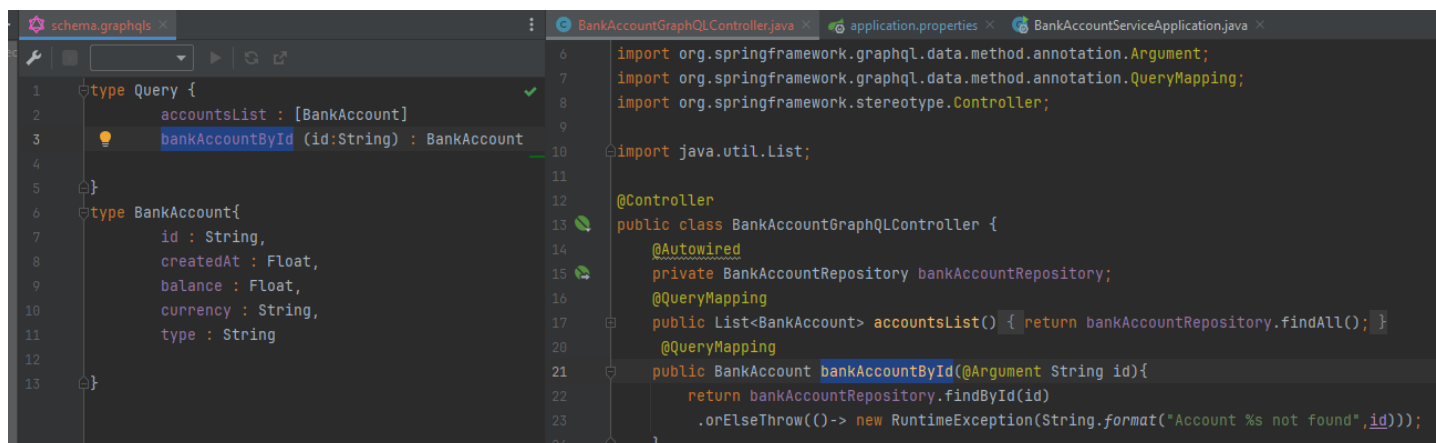 schema.graphqls
1 type Query {
2 accountsList : [BankAccount]
3 bankAccountById (id:String) : BankAccount
4
5 }
6 type BankAccount{
7 id : String,
8 createdAt : Float,
9 balance : Float,
10 currency : String,
11 type : String
12
13 }
BankAccountGraphQLController.java application.properties BankAccountServiceApplication.java
6 import org.springframework.graphql.data.method.annotation.Argument;
7 import org.springframework.graphql.data.method.annotation.QueryMapping;
8 import org.springframework.stereotype.Controller;
9
10 import java.util.List;
11
12 @Controller
13 public class BankAccountGraphQLController {
14 @Autowired
15 private BankAccountRepository bankAccountRepository;
16 @QueryMapping
17 public List<BankAccount> accountsList() { return bankAccountRepository.findAll(); }
20 @QueryMapping
21 public BankAccount bankAccountById(@Argument String id){
22 return bankAccountRepository.findById(id)
23 .orElseThrow(()-> new RuntimeException(String.format("Account %s not found",id)));
}